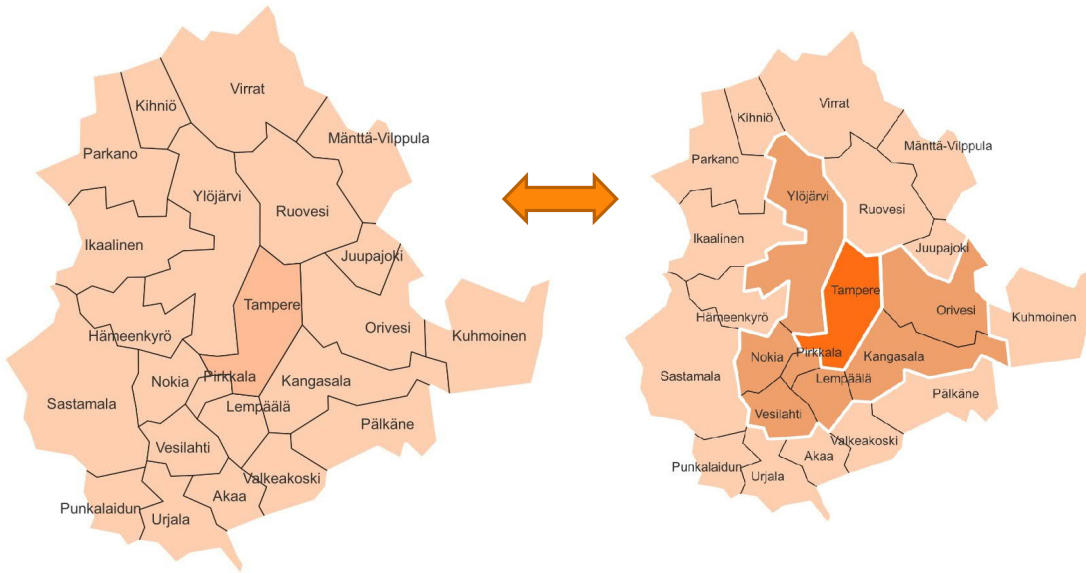 Virrat
Kihniö
Mänttä-Vilppula
Parkano
Ylöjärvi
Ruovesi
Ikaalinen
Juupajoki
Tampere
Hämeenkyrö
Orivesi
Kuhmoinen
Nokia
Pirkkala
Kangasala
Sastamala
Lempäälä
Pälkäne
Vesilahti
Valkeakoski
Akaa
Punkalaidun
Urjala
Virrat
Kihniö
Mänttä-Vilppula
Parkano
Ylöjärvi
Ruovesi
Ikaalinen
Juupajoki
Tampere
Hämeenkyrö
Orivesi
Kuhmoinen
Nokia
Pirkkala
Kangasala
Sastamala
Lempäälä
Pälkäne
Vesilahti
Valkeakoski
Akaa
Punkalaidun
Urjala